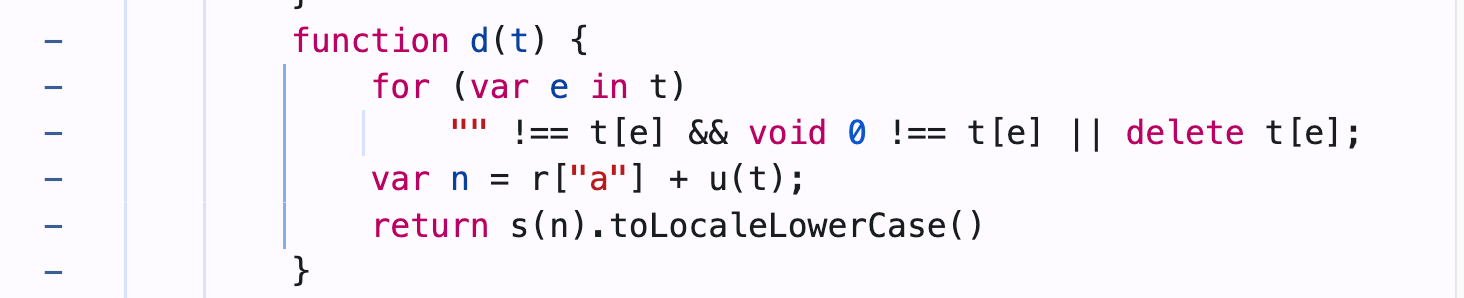 }
function d(t) {
for (var e in t)
"" !== t[e] && void 0 !== t[e] || delete t[e];
var n = r["a"] + u(t);
return s(n).toLocaleLowerCase()
}